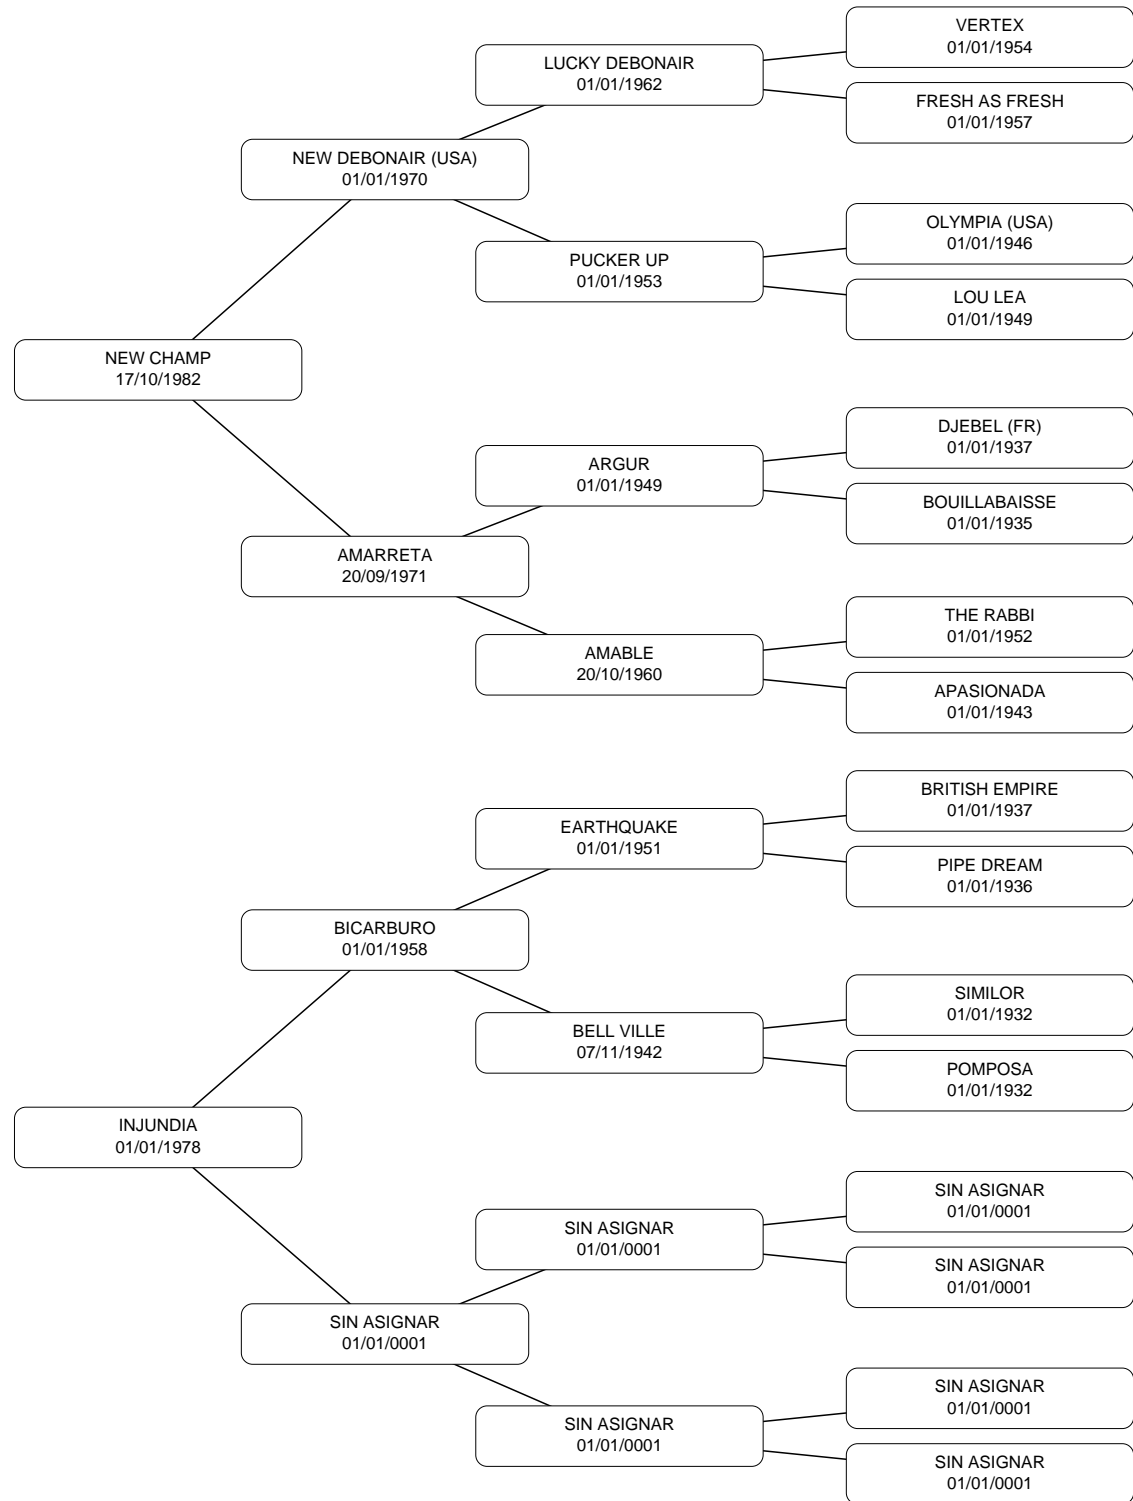 VERTEX
01/01/1954
LUCKY DEBONAIR
01/01/1962
FRESH AS FRESH
01/01/1957
NEW DEBONAIR (USA)
01/01/1970
OLYMPIA (USA)
01/01/1946
PUCKER UP
01/01/1953
LOU LEA
01/01/1949
NEW CHAMP
17/10/1982
DJEBEL (FR)
01/01/1937
ARGUR
01/01/1949
BOUILLABAISSE
01/01/1935
AMARRETA
20/09/1971
THE RABBI
01/01/1952
AMABLE
20/10/1960
APASIONADA
01/01/1943
BRITISH EMPIRE
01/01/1937
EARTHQUAKE
01/01/1951
PIPE DREAM
01/01/1936
BICARBURO
01/01/1958
SIMILOR
01/01/1932
BELL VILLE
07/11/1942
POMPOSA
01/01/1932
INJUNDIA
01/01/1978
SIN ASIGNAR
01/01/0001
SIN ASIGNAR
01/01/0001
SIN ASIGNAR
01/01/0001
SIN ASIGNAR
01/01/0001
SIN ASIGNAR
01/01/0001
SIN ASIGNAR
01/01/0001
SIN ASIGNAR
01/01/0001